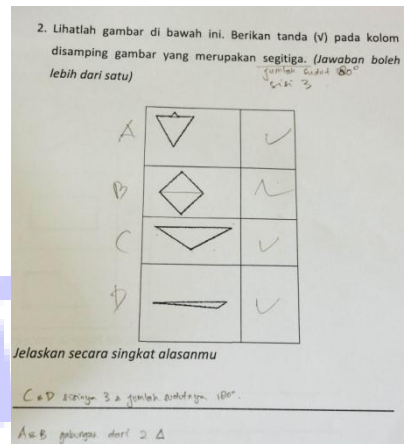 2. Lihatlah gambar di bawah ini. Berikan tanda (√) pada kolom
disamping gambar yang merupakan segitiga. (Jawaban boleh
lebih dari satu)
jumlah sudut 180°
sisi 3
A
B
C
D
Jelaskan secara singkat alasanmu
C & D sisinya 3 & jumlah sudutnya 180°.
A & B gabungan dari 2 Δ